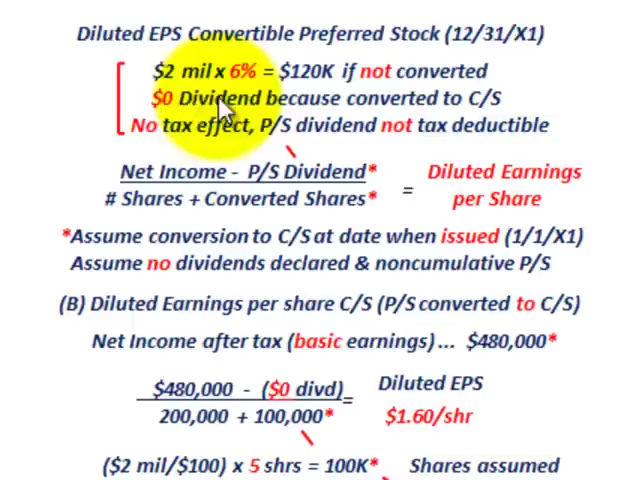 Diluted EPS Convertible Preferred Stock (12/31/X1)
$2 mil x 6% = $120K if not converted
$0 Dividend because converted to C/S
No tax effect, P/S dividend not tax deductible
Net Income - P/S Dividend*
# Shares + Converted Shares*
= Diluted Earnings per Share
*Assume conversion to C/S at date when issued (1/1/X1)
Assume no dividends declared & noncumulative P/S
(B) Diluted Earnings per share C/S (P/S converted to C/S)
Net Income after tax (basic earnings)... $480,000*
$480,000 - ($0 divd)
200,000 + 100,000*
= Diluted EPS
$1.60/shr
($2 mil/$100) x 5 shrs = 100K* Shares assumed